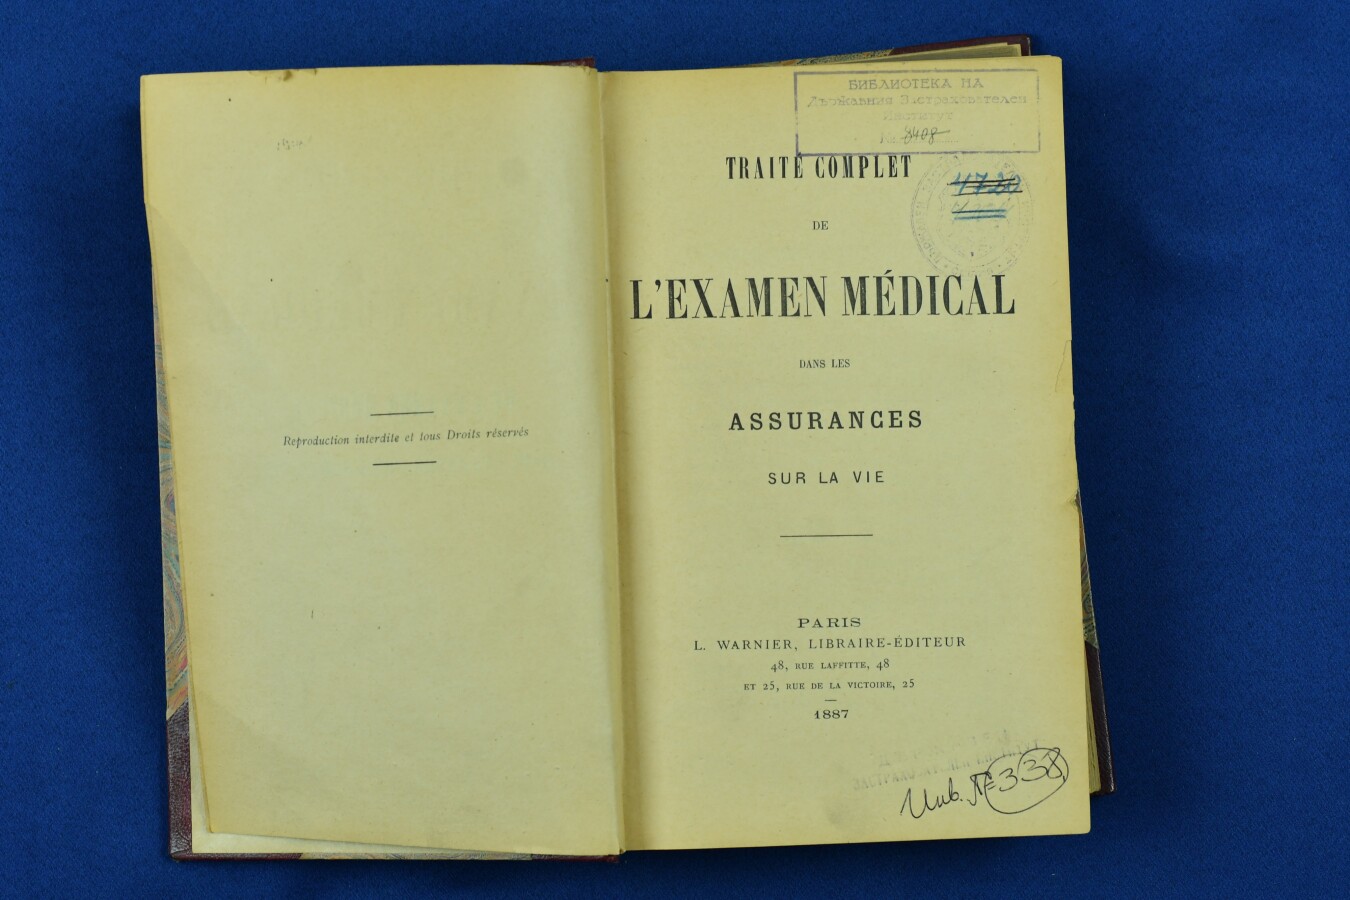 Reproduction interdite et tous Droits réservés
БИБЛИОТЕКА НА
Държавния Застрахователен
Институт
№ 8408
TRAITÉ COMPLET
4720
DE
L'EXAMEN MÉDICAL
DANS LES
ASSURANCES
SUR LA VIE
PARIS
L. WARNIER, LIBRAIRE-ÉDITEUR
48, RUE LAFFITTE, 48
ET 25, RUE DE LA VICTOIRE, 25
1887
Инв. № 338